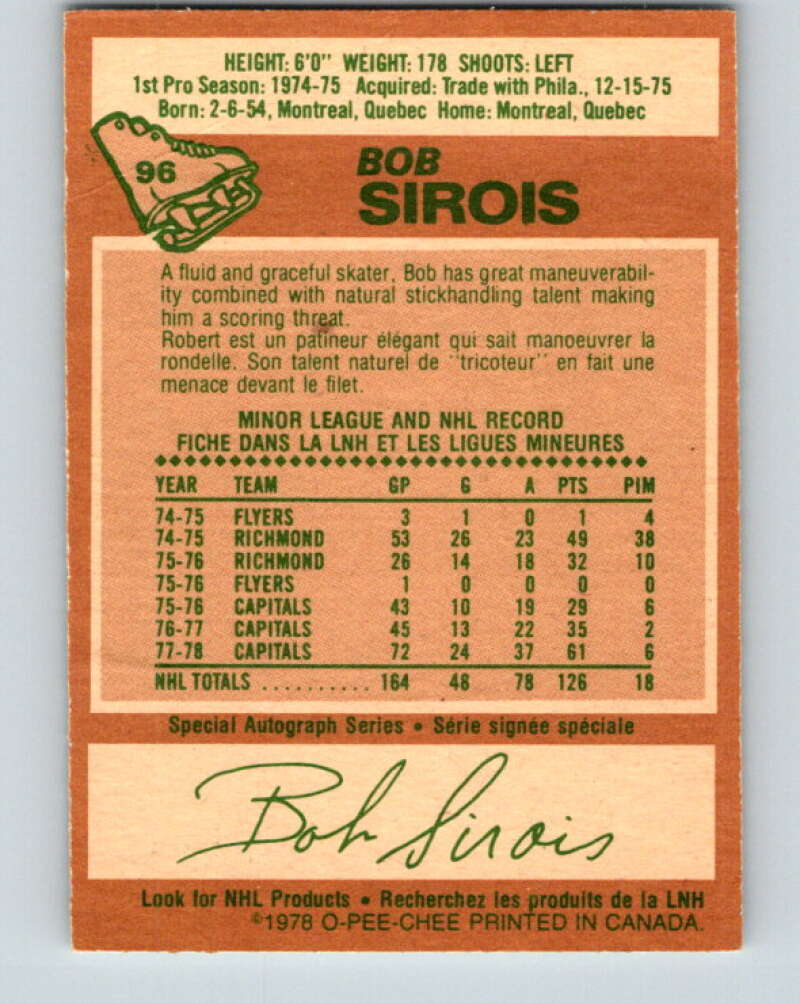 HEIGHT: 6'0" WEIGHT: 178 SHOOTS: LEFT
1st Pro Season: 1974-75 Acquired: Trade with Phila., 12-15-75
Born: 2-6-54, Montreal, Quebec Home: Montreal, Quebec
96
BOB
SIROIS
A fluid and graceful skater, Bob has great maneuverabil-
ity combined with natural stickhandling talent making
him a scoring threat.
Robert est un patineur élégant qui sait manoeuvrer la
rondelle. Son talent naturel de "tricoteur" en fait une
menace devant le filet.
MINOR LEAGUE AND NHL RECORD
FICHE DANS LA LNH ET LES LIGUES MINEURES
YEAR TEAM GP G A PTS PIM
74-75 FLYERS 3 1 0 1 4
74-75 RICHMOND 53 26 23 49 38
75-76 RICHMOND 26 14 18 32 10
75-76 FLYERS 1 0 0 0 0
75-76 CAPITALS 43 10 19 29 6
76-77 CAPITALS 45 13 22 35 2
77-78 CAPITALS 72 24 37 61 6
NHL TOTALS .......... 164 48 78 126 18
Special Autograph Series • Série signée spéciale
Bob Sirois
Look for NHL Products • Recherchez les produits de la LNH
©1978 O-PEE-CHEE PRINTED IN CANADA.